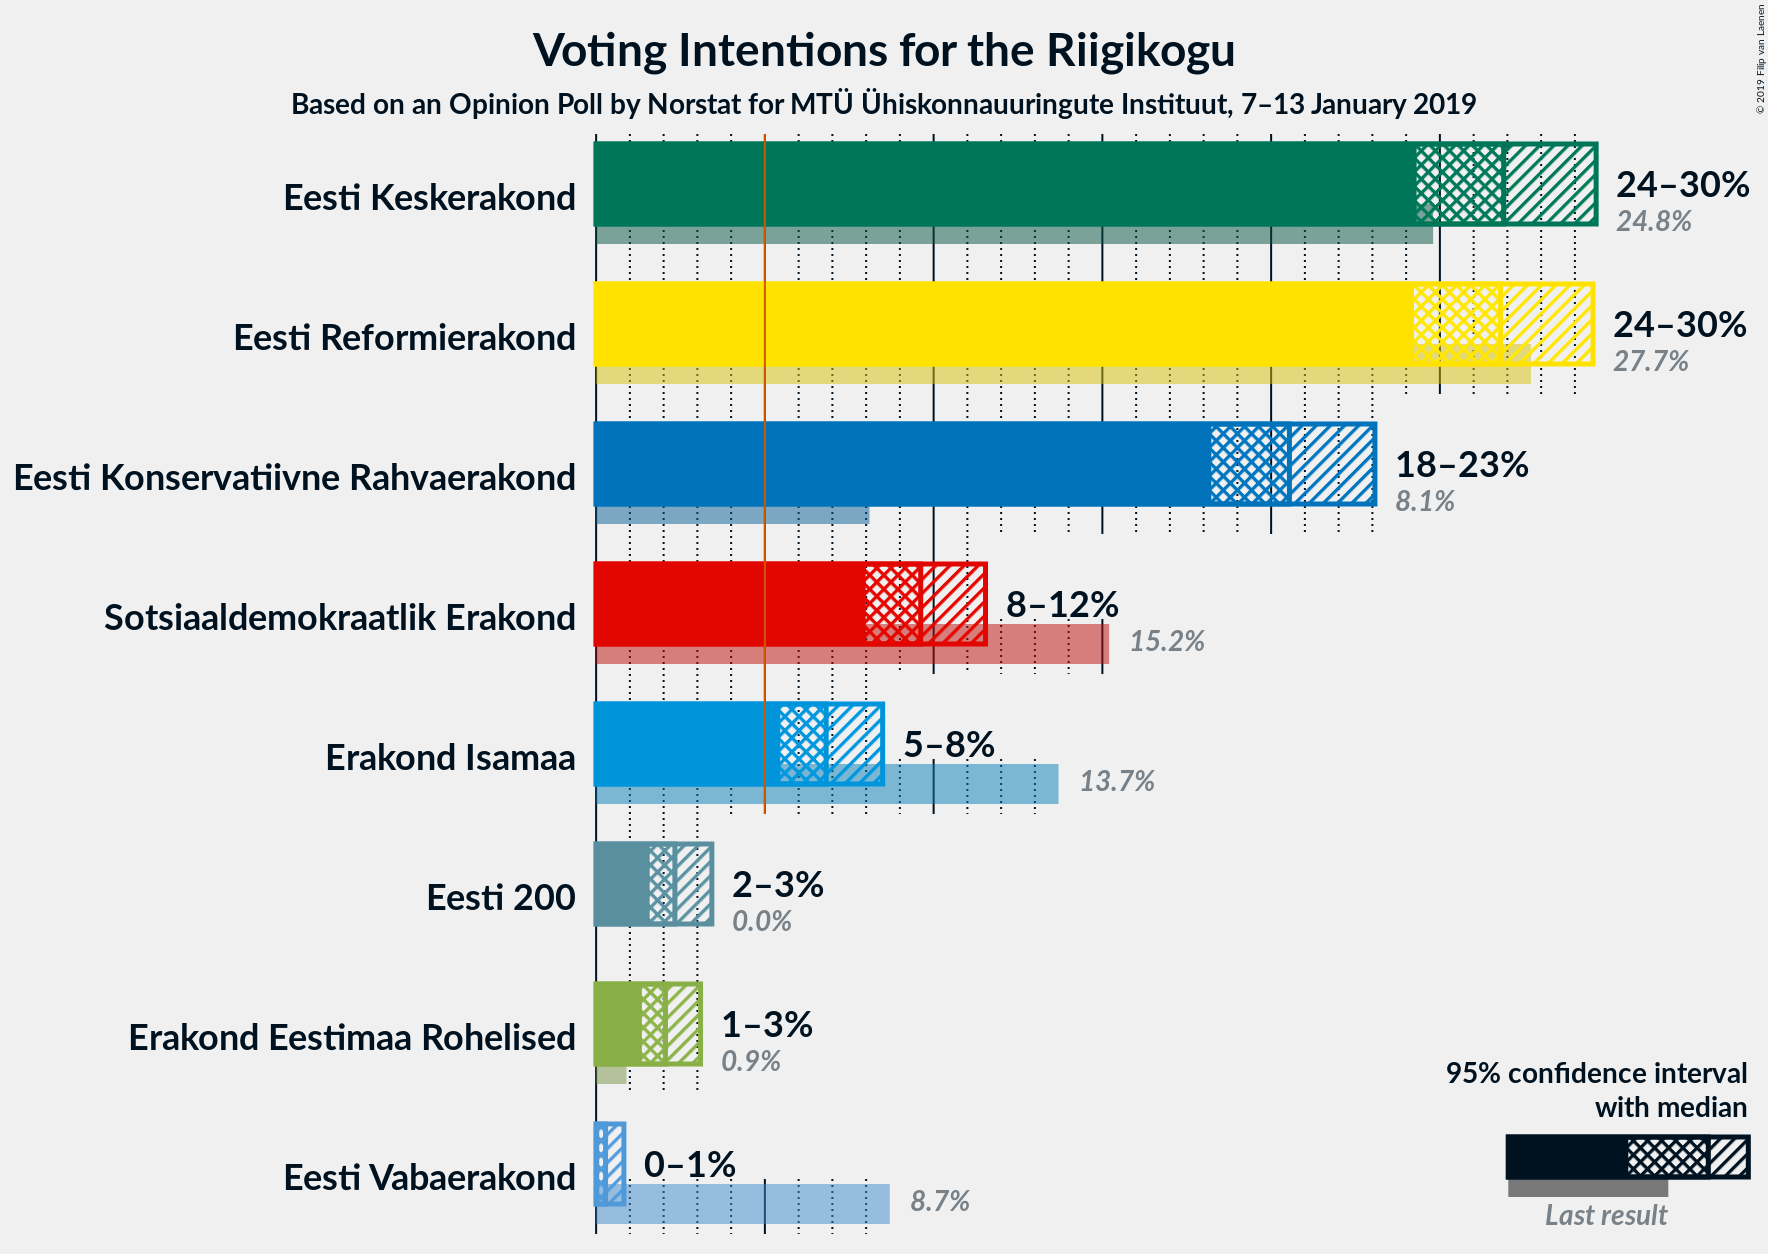 Voting Intentions for the Riigikogu
Based on an Opinion Poll by Norstat for MTÜ Ühiskonnauuringute Instituut, 7–13 January 2019
© 2019 Filip van Laenen
Eesti Keskerakond
24–30%
24.8%
Eesti Reformierakond
24–30%
27.7%
Eesti Konservatiivne Rahvaerakond
18–23%
8.1%
Sotsiaaldemokraatlik Erakond
8–12%
15.2%
Erakond Isamaa
5–8%
13.7%
Eesti 200
2–3%
0.0%
Erakond Eestimaa Rohelised
1–3%
0.9%
Eesti Vabaerakond
0–1%
8.7%
95% confidence interval
with median
Last result